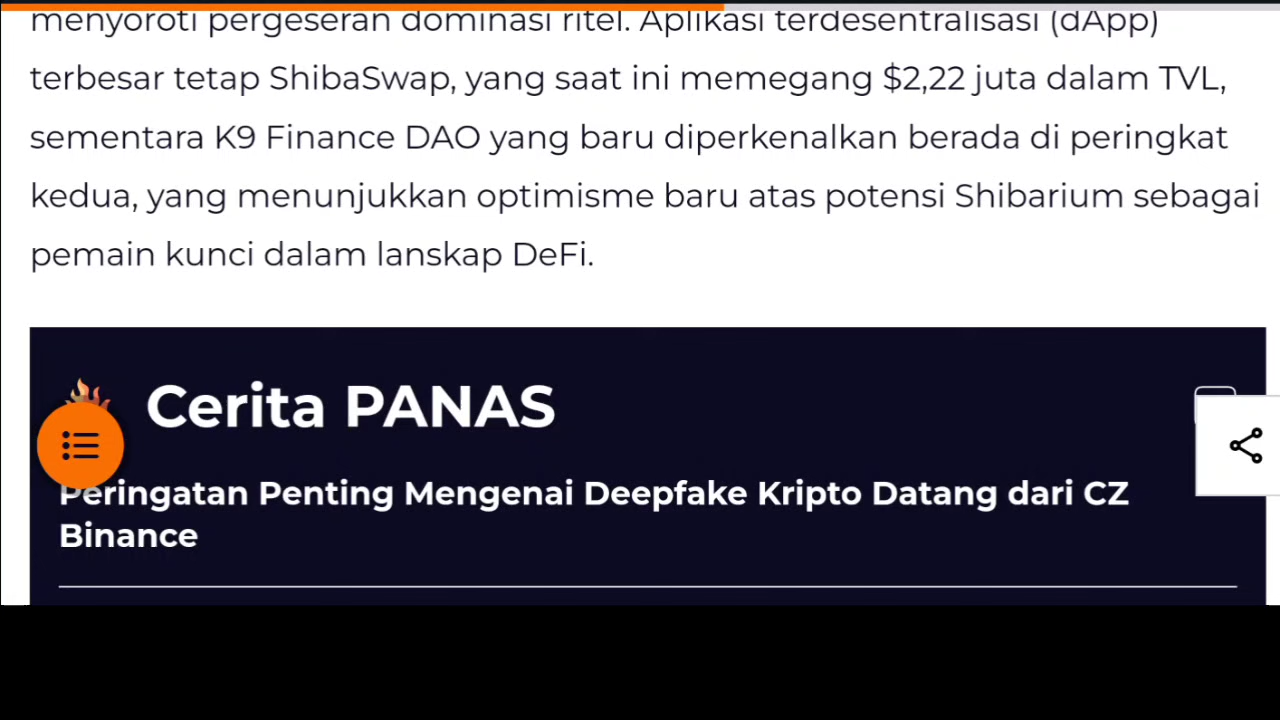 menyoroti pergeseran dominasi ritel. Aplikasi terdesentralisasi (dApp)
terbesar tetap ShibaSwap, yang saat ini memegang $2,22 juta dalam TVL,
sementara K9 Finance DAO yang baru diperkenalkan berada di peringkat
kedua, yang menunjukkan optimisme baru atas potensi Shibarium sebagai
pemain kunci dalam lanskap DeFi.
Cerita PANAS
Peringatan Penting Mengenai Deepfake Kripto Datang dari CZ
Binance